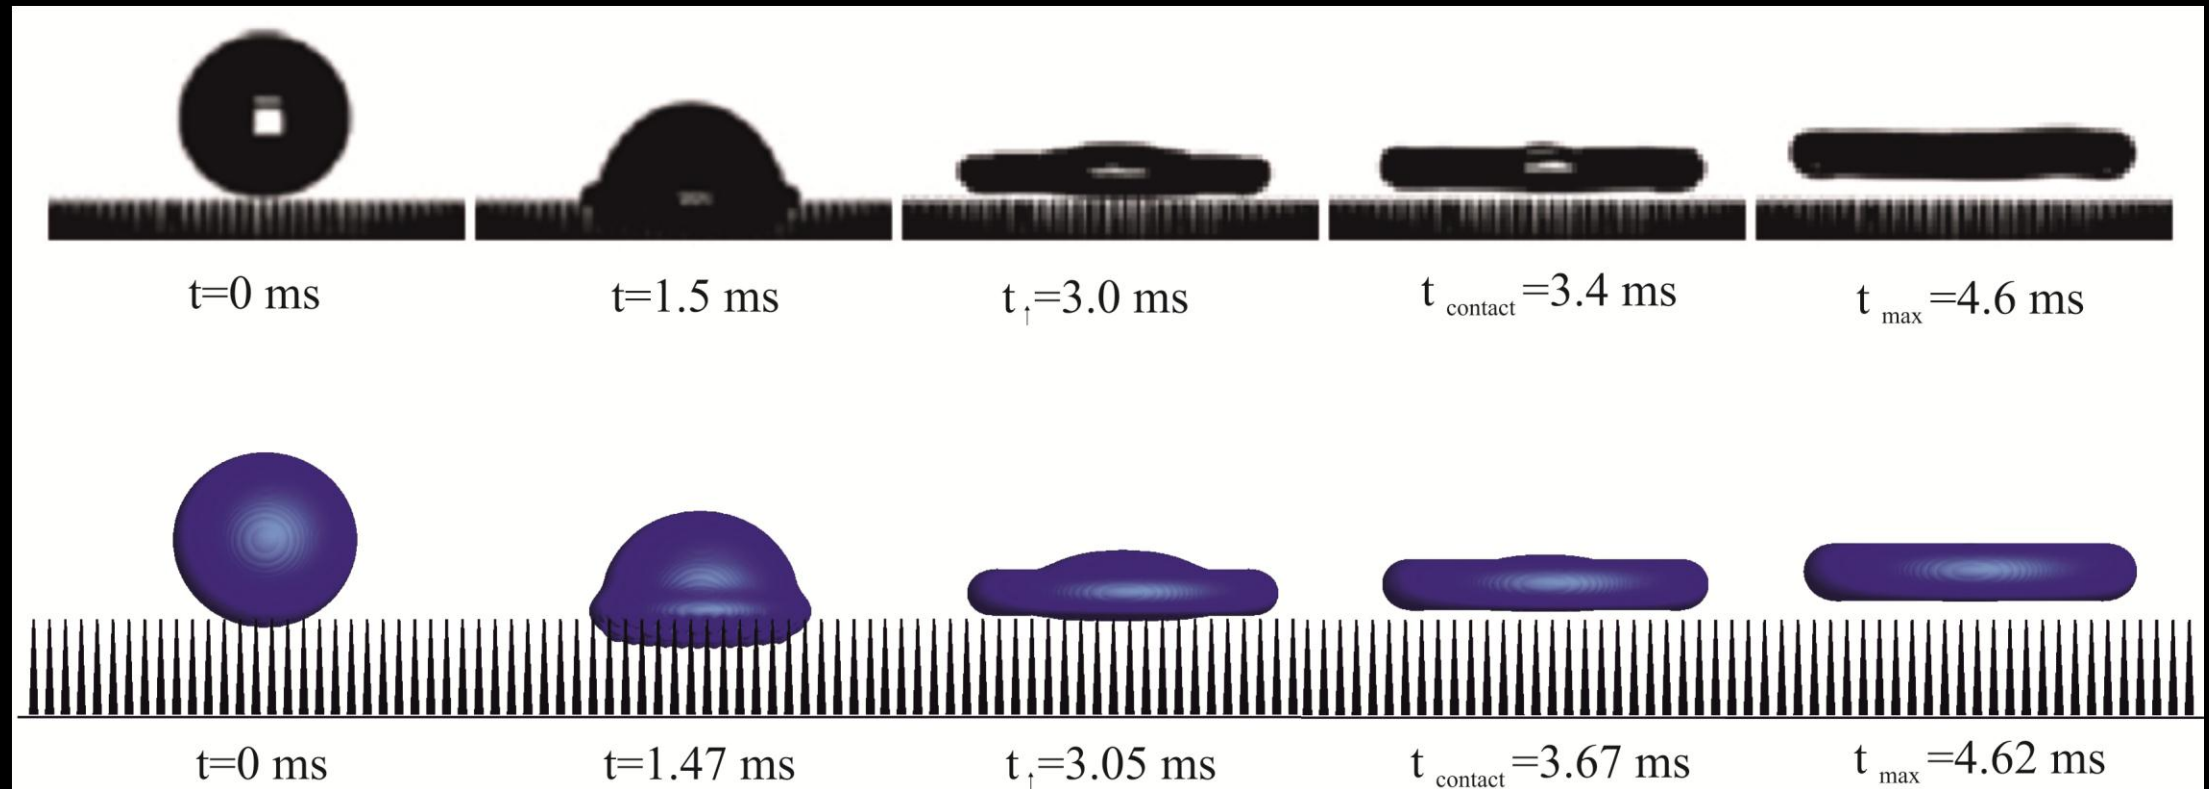 t=0 ms
t=1.5 ms
t ↑=3.0 ms
t contact =3.4 ms
t max =4.6 ms
t=0 ms
t=1.47 ms
t ↑=3.05 ms
t contact =3.67 ms
t max =4.62 ms